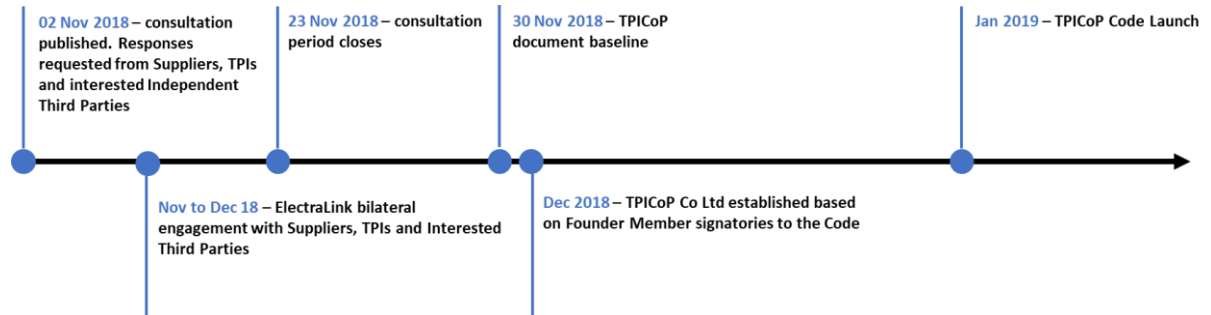 02 Nov 2018 – consultation
published. Responses
requested from Suppliers, TPIs
and interested Independent
Third Parties
23 Nov 2018 – consultation
period closes
30 Nov 2018 – TPICoP
document baseline
Jan 2019 – TPICoP Code Launch
Nov to Dec 18 – ElectraLink bilateral
engagement with Suppliers, TPIs and Interested
Third Parties
Dec 2018 – TPICoP Co Ltd established based
on Founder Member signatories to the Code